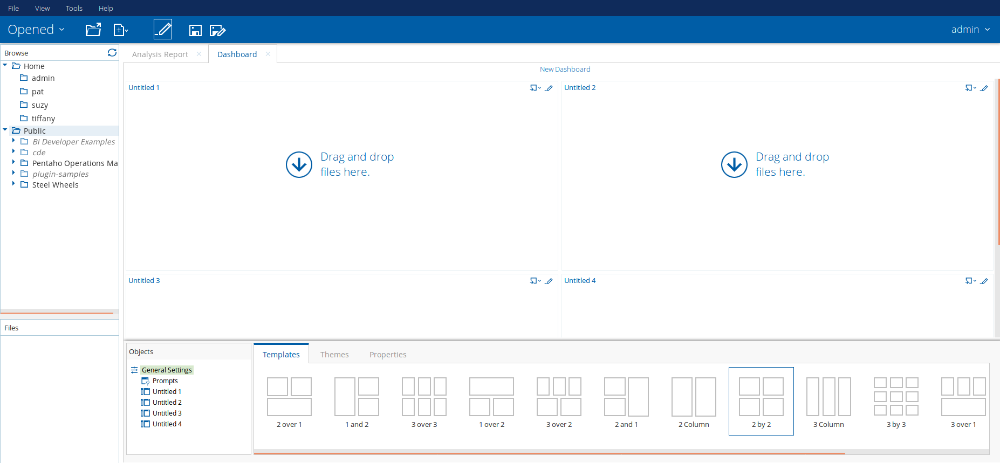 File View Tools Help
Opened
admin
Browse
Home
admin
pat
suzy
tiffany
Public
BI Developer Examples
cde
Pentaho Operations Ma
plugin-samples
Steel Wheels
Files
Analysis Report Dashboard
New Dashboard
Untitled 1
Drag and drop
files here.
Untitled 2
Drag and drop
files here.
Untitled 3
Untitled 4
Objects
General Settings
Prompts
Untitled 1
Untitled 2
Untitled 3
Untitled 4
Templates Themes Properties
2 over 1 1 and 2 3 over 3 1 over 2 3 over 2 2 and 1 2 Column 2 by 2 3 Column 3 by 3 3 over 1